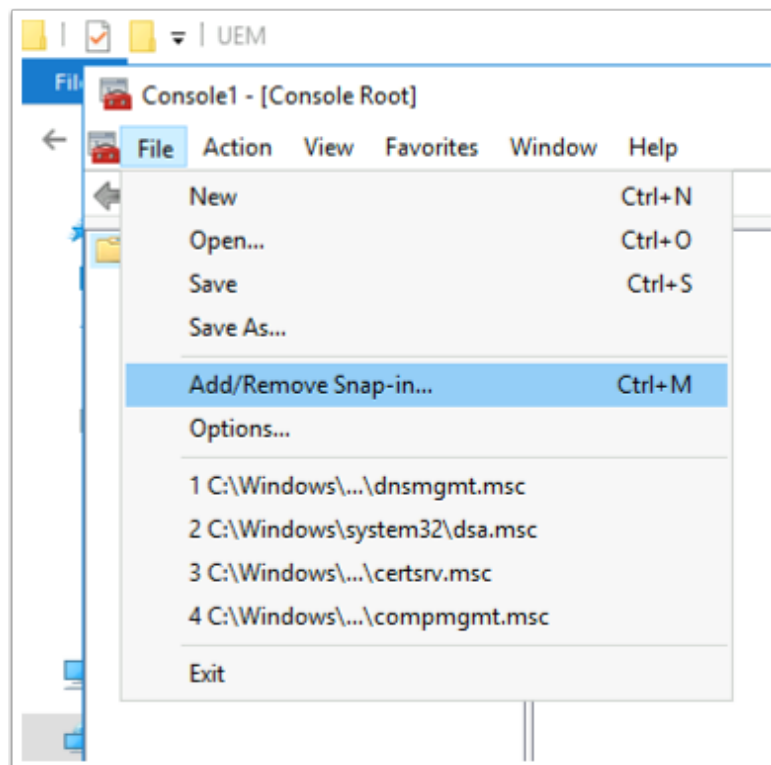 UEM
Fil
Console1 - [Console Root]
File Action View Favorites Window Help
New Ctrl+N
Open... Ctrl+O
Save Ctrl+S
Save As...
Add/Remove Snap-in... Ctrl+M
Options...
1 C:\Windows\...\dnsmgmt.msc
2 C:\Windows\system32\dsa.msc
3 C:\Windows\...\certsrv.msc
4 C:\Windows\...\compmgmt.msc
Exit